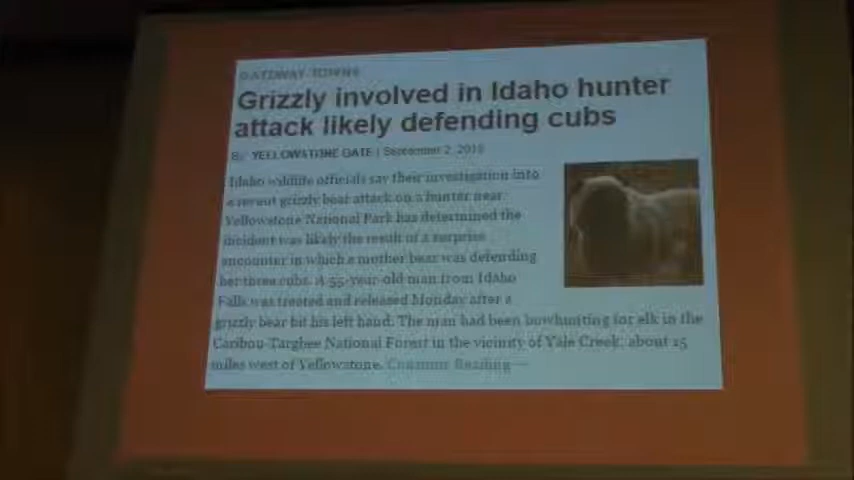 GATEWAY TOWNS
Grizzly involved in Idaho hunter
attack likely defending cubs
By YELLOWSTONE GATE | September 2, 2013
Idaho wildlife officials say their investigation into
a recent grizzly bear attack on a hunter near
Yellowstone National Park has determined the
incident was likely the result of a surprise
encounter in which a mother bear was defending
her three cubs. A 55-year-old man from Idaho
Falls was treated and released Monday after a
grizzly bear bit his left hand. The man had been bowhunting for elk in the
Caribou-Targhee National Forest in the vicinity of Yale Creek, about 15
miles west of Yellowstone. Continue Reading →